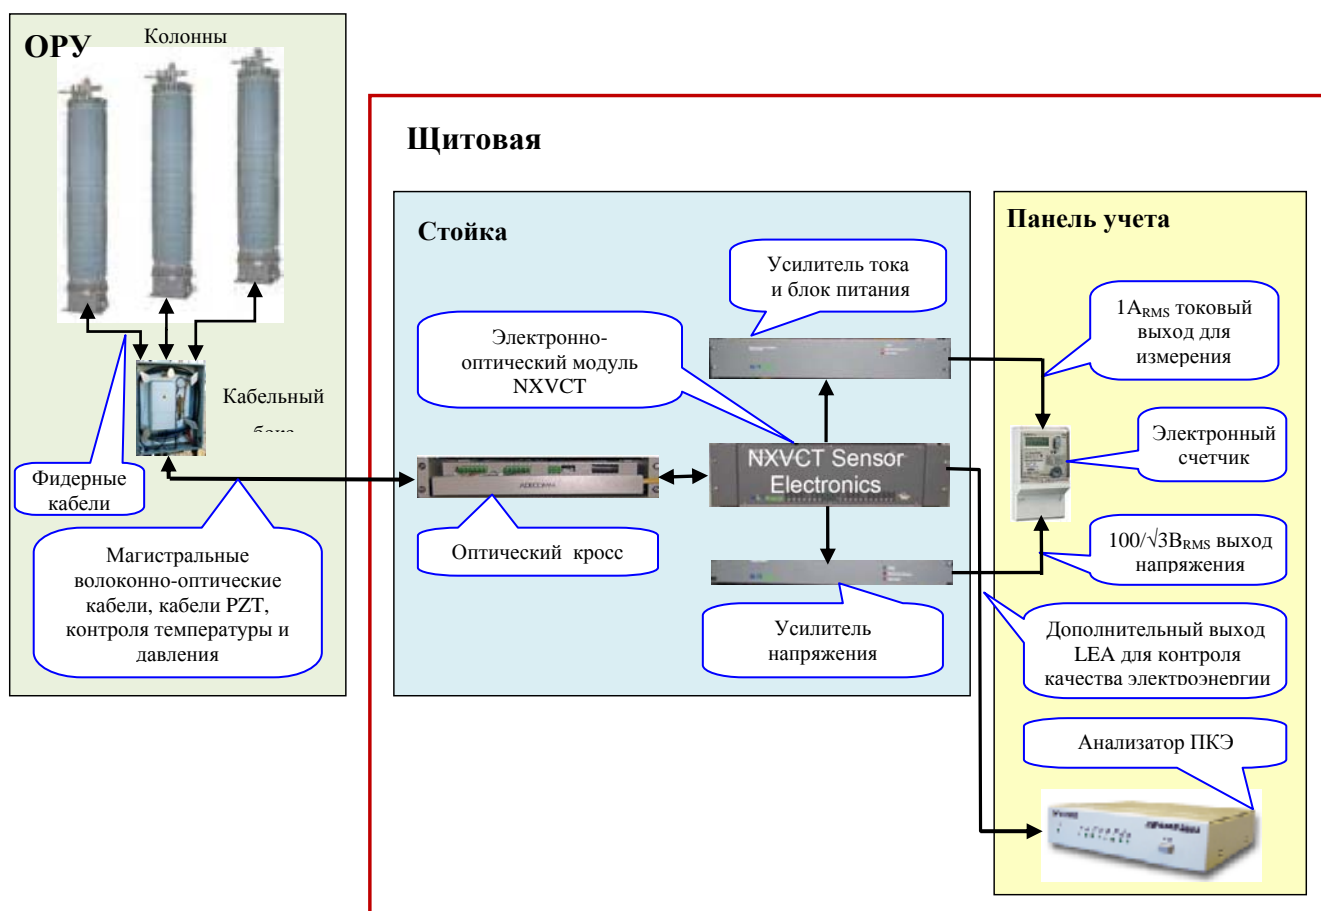 ОРУ
Колонны
Кабельный
Фидерные
кабели
Магистральные
волоконно-оптические
кабели, кабели PZT,
контроля температуры и
давления
Щитовая
Стойка
Усилитель тока
и блок питания
Электронно-
оптический модуль
NXVCT
NXVCT Sensor
Electronics
Оптический кросс
Усилитель
напряжения
Панель учета
1А_RMS токовый
выход для
измерения
Электронный
счетчик
100/√3В_RMS выход
напряжения
Дополнительный выход
LEA для контроля
качества электроэнергии
Анализатор ПКЭ